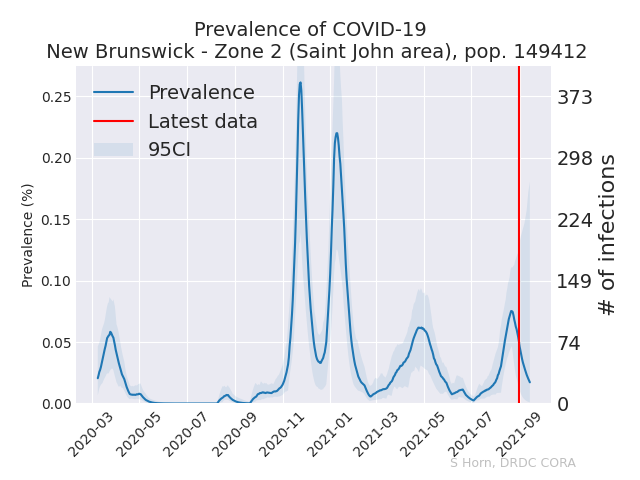 Prevalence of COVID-19
New Brunswick - Zone 2 (Saint John area), pop. 149412
Prevalence
Latest data
95CI
Prevalence (%)
0.25
0.20
0.15
0.10
0.05
0.00
373
298
224
149
74
0
# of infections
2020-03
2020-05
2020-07
2020-09
2020-11
2021-01
2021-03
2021-05
2021-07
2021-09
S Horn, DRDC CORA